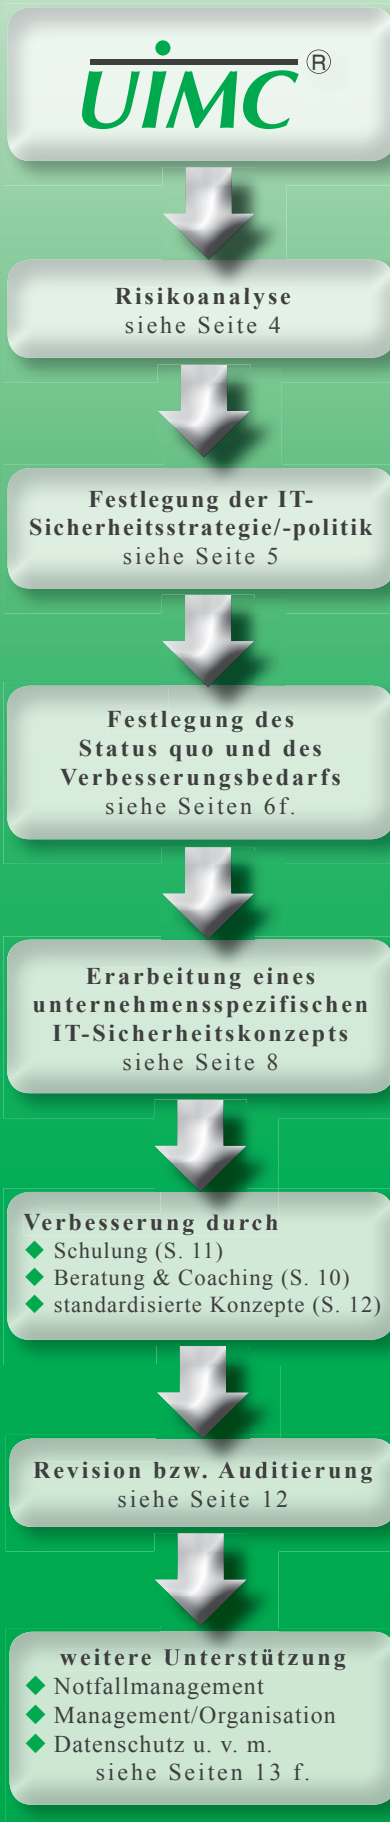 UIMC®
Risikoanalyse
siehe Seite 4
Festlegung der IT-
Sicherheitsstrategie/-politik
siehe Seite 5
Festlegung des
Status quo und des
Verbesserungsbedarfs
siehe Seiten 6f.
Erarbeitung eines
unternehmensspezifischen
IT-Sicherheitskonzepts
siehe Seite 8
Verbesserung durch
◆ Schulung (S. 11)
◆ Beratung & Coaching (S. 10)
◆ standardisierte Konzepte (S. 12)
Revision bzw. Auditierung
siehe Seite 12
weitere Unterstützung
◆ Notfallmanagement
◆ Management/Organisation
◆ Datenschutz u. v. m.
siehe Seiten 13 f.